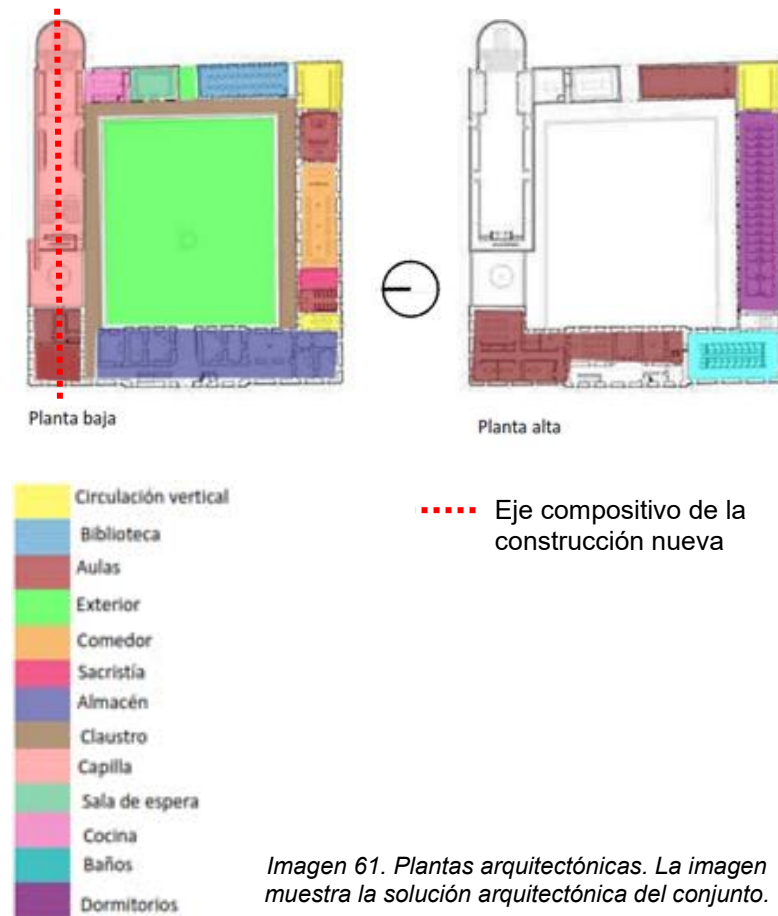 Planta baja
Planta alta
Circulación vertical
Biblioteca
Aulas
Exterior
Comedor
Sacristía
Almacén
Claustro
Capilla
Sala de espera
Cocina
Baños
Dormitorios
Eje compositivo de la
construcción nueva
Imagen 61. Plantas arquitectónicas. La imagen
muestra la solución arquitectónica del conjunto.